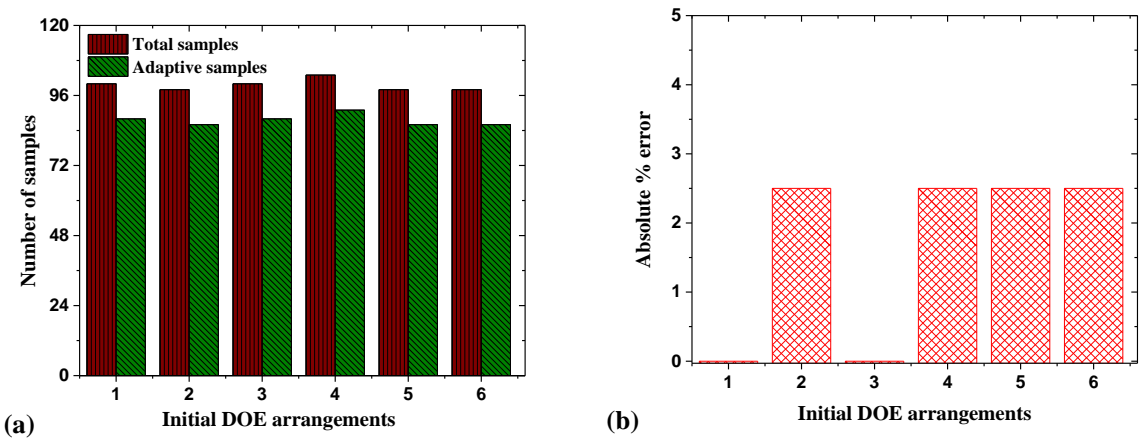 120
96
72
48
24
0
Number of samples
Total samples
Adaptive samples
1 2 3 4 5 6
Initial DOE arrangements
(a)
5
4
3
2
1
0
Absolute % error
1 2 3 4 5 6
Initial DOE arrangements
(b)